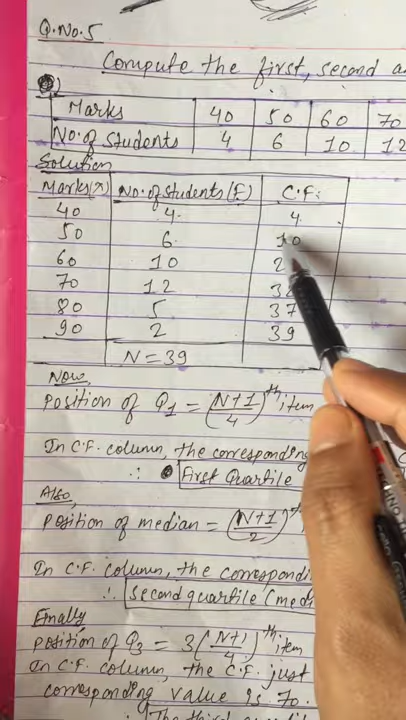 Q.No.5
Compute the first, second a
Marks 40 50 60 70
No. of students 4 6 10 12
Solution
Marks(x) No. of students (F) C.F.
40 4 4
50 6 10
60 10 2
70 12 3
80 5 37
90 2 39
N = 39
Now,
position of Q1 = (N+1/4)th item
In C.F. column, the corresponding
∴ First Quartile
Also,
position of median = (N+1/2)th
In C.F. column, the correspondi
∴ Second quartile (medi
Finally
position of Q3 = 3(N+1/4)th item
In C.F. column, the C.F. just
corresponding value is 70.
∴ The third